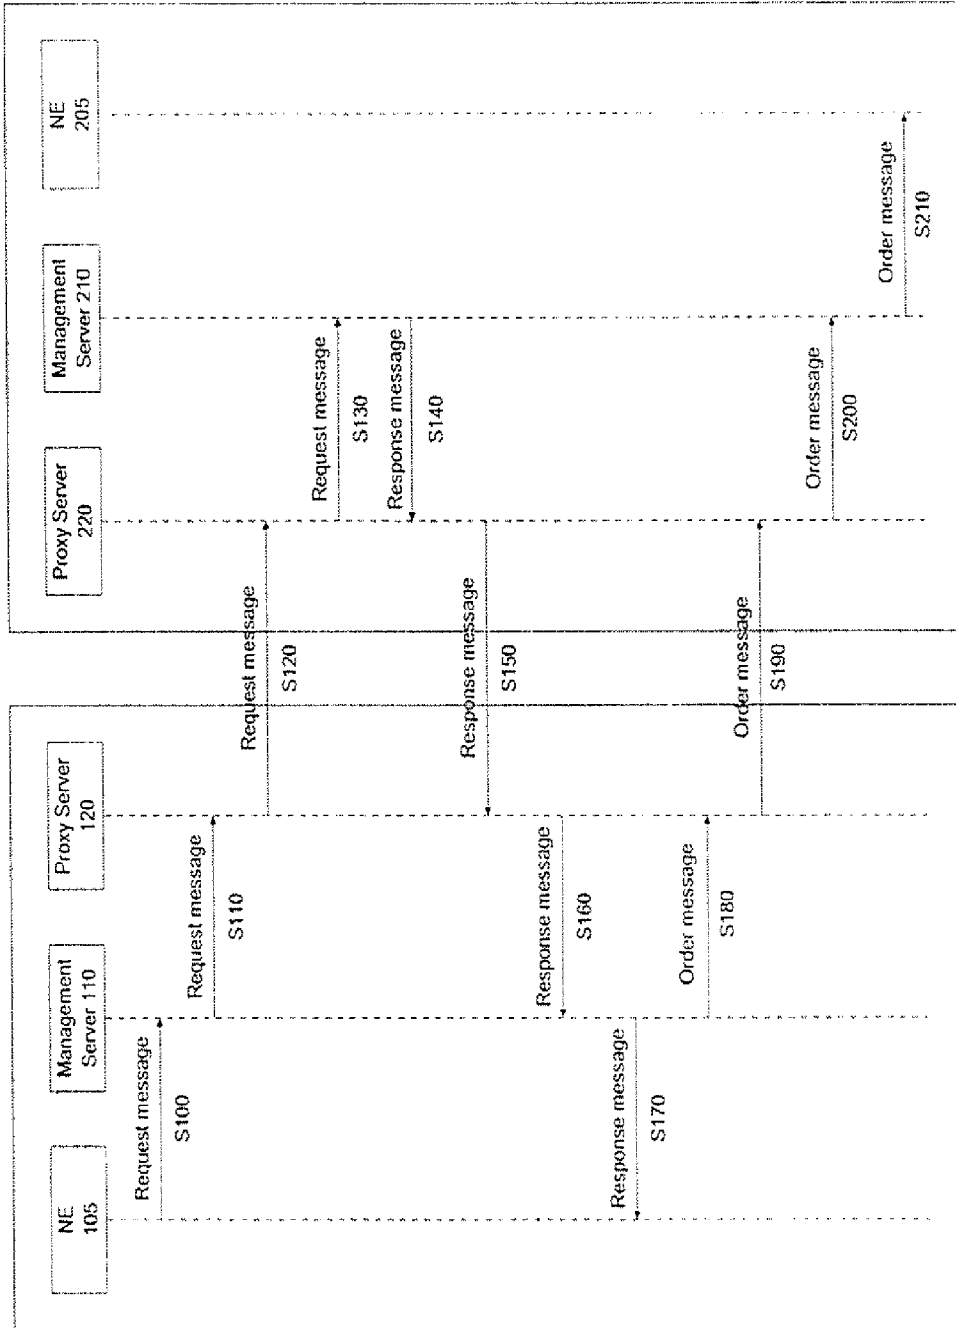 NE
105
Management
Server 110
Proxy Server
120
Proxy Server
220
Management
Server 210
NE
205
Request message
S100
Request message
S110
Request message
S120
Request message
S130
Response message
S140
Response message
S150
Response message
S160
Response message
S170
Order message
S180
Order message
S190
Order message
S200
Order message
S210